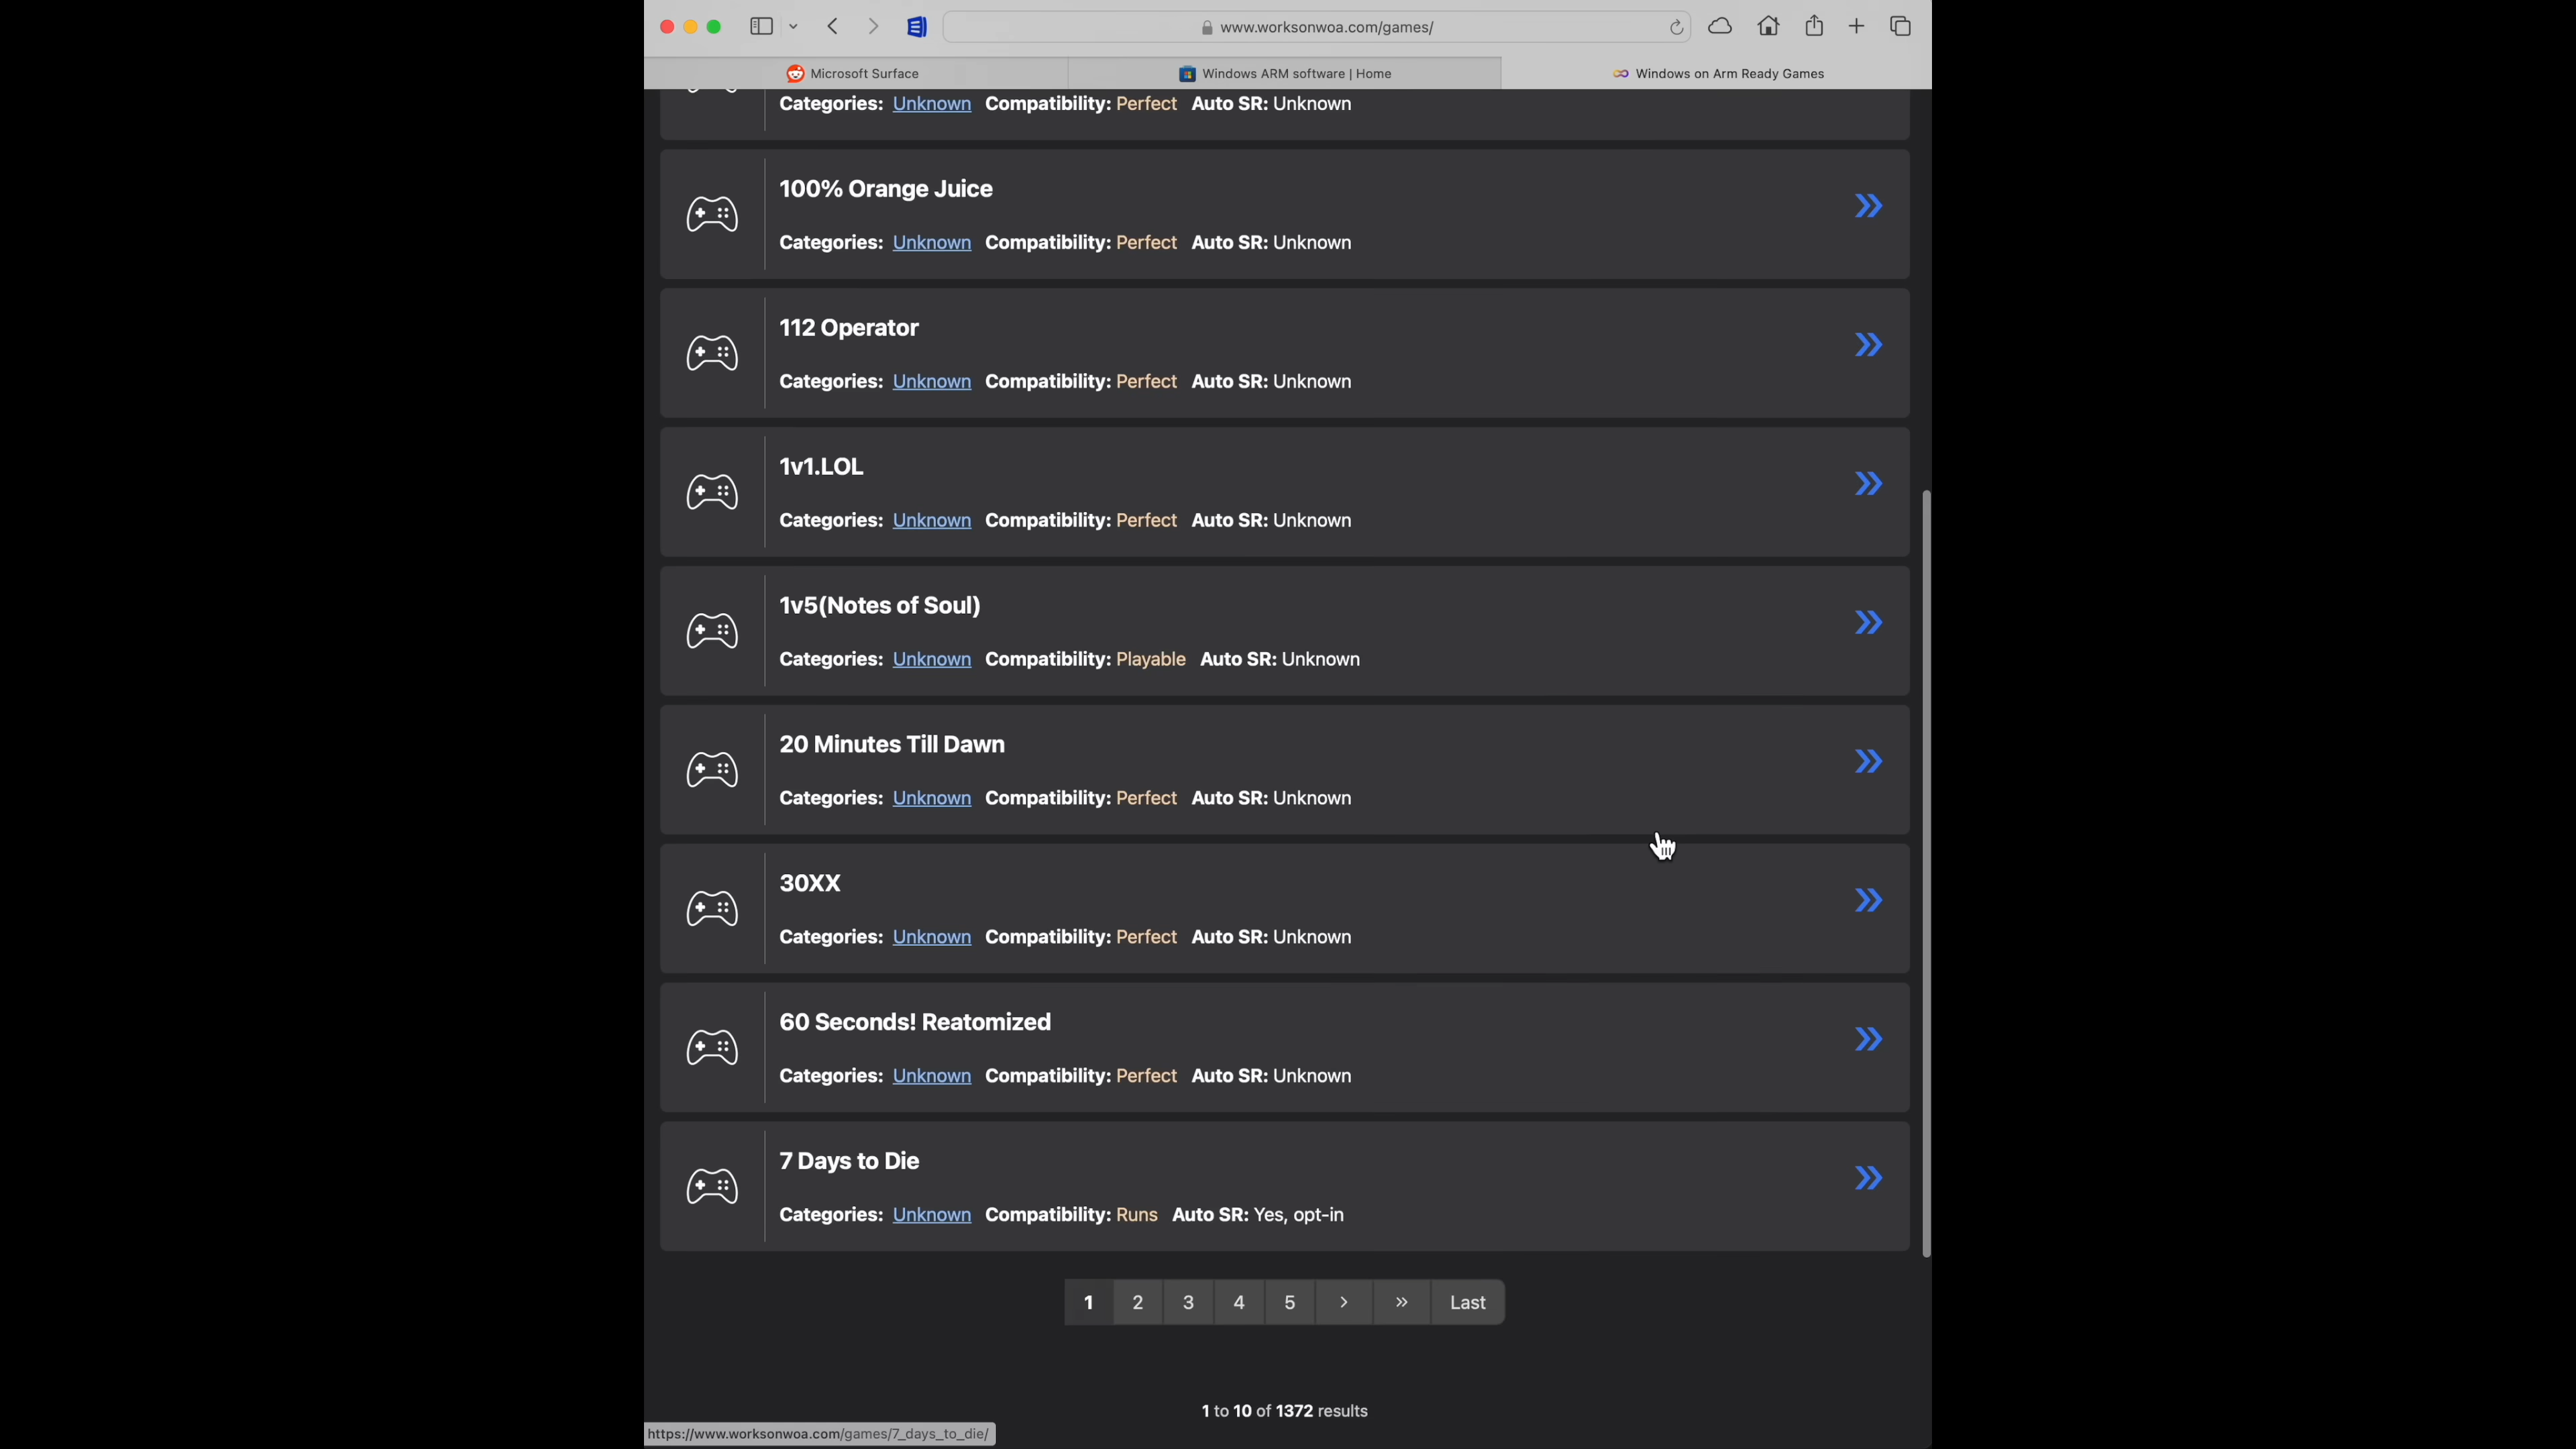 www.worksonwoa.com/games/
Microsoft Surface
Windows ARM software | Home
Windows on Arm Ready Games
Categories: Unknown Compatibility: Perfect Auto SR: Unknown
100% Orange Juice
Categories: Unknown Compatibility: Perfect Auto SR: Unknown
112 Operator
Categories: Unknown Compatibility: Perfect Auto SR: Unknown
1v1.LOL
Categories: Unknown Compatibility: Perfect Auto SR: Unknown
1v5(Notes of Soul)
Categories: Unknown Compatibility: Playable Auto SR: Unknown
20 Minutes Till Dawn
Categories: Unknown Compatibility: Perfect Auto SR: Unknown
30XX
Categories: Unknown Compatibility: Perfect Auto SR: Unknown
60 Seconds! Reatomized
Categories: Unknown Compatibility: Perfect Auto SR: Unknown
7 Days to Die
Categories: Unknown Compatibility: Runs Auto SR: Yes, opt-in
1 2 3 4 5 › » Last
1 to 10 of 1372 results
https://www.worksonwoa.com/games/7_days_to_die/